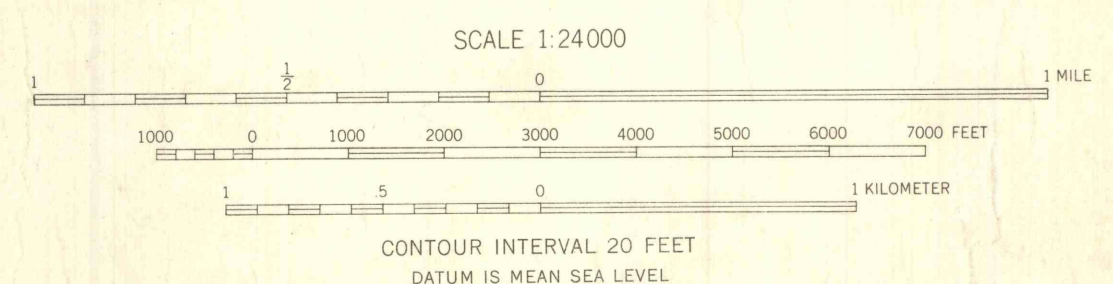 SCALE 1:24000
1 1/2 0 1 MILE
1000 0 1000 2000 3000 4000 5000 6000 7000 FEET
1 .5 0 1 KILOMETER
CONTOUR INTERVAL 20 FEET
DATUM IS MEAN SEA LEVEL